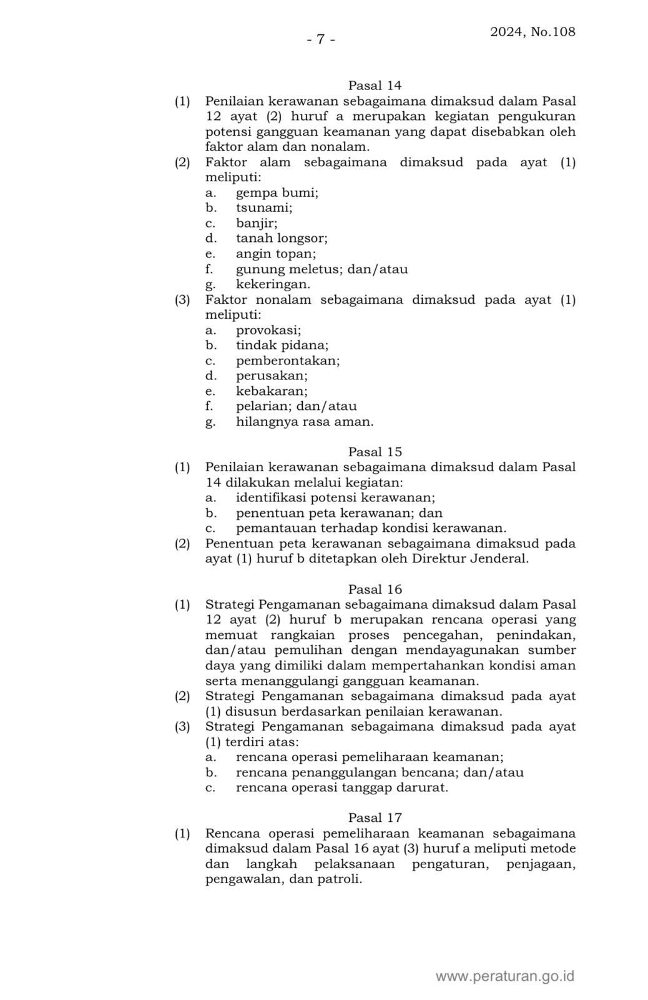 2024, No.108
- 7 -
Pasal 14
(1) Penilaian kerawanan sebagaimana dimaksud dalam Pasal
12 ayat (2) huruf a merupakan kegiatan pengukuran
potensi gangguan keamanan yang dapat disebabkan oleh
faktor alam dan nonalam.
(2) Faktor alam sebagaimana dimaksud pada ayat (1)
meliputi:
a. gempa bumi;
b. tsunami;
c. banjir;
d. tanah longsor;
e. angin topan;
f. gunung meletus; dan/atau
g. kekeringan.
(3) Faktor nonalam sebagaimana dimaksud pada ayat (1)
meliputi:
a. provokasi;
b. tindak pidana;
c. pemberontakan;
d. perusakan;
e. kebakaran;
f. pelarian; dan/atau
g. hilangnya rasa aman.
Pasal 15
(1) Penilaian kerawanan sebagaimana dimaksud dalam Pasal
14 dilakukan melalui kegiatan:
a. identifikasi potensi kerawanan;
b. penentuan peta kerawanan; dan
c. pemantauan terhadap kondisi kerawanan.
(2) Penentuan peta kerawanan sebagaimana dimaksud pada
ayat (1) huruf b ditetapkan oleh Direktur Jenderal.
Pasal 16
(1) Strategi Pengamanan sebagaimana dimaksud dalam Pasal
12 ayat (2) huruf b merupakan rencana operasi yang
memuat rangkaian proses pencegahan, penindakan,
dan/atau pemulihan dengan mendayagunakan sumber
daya yang dimiliki dalam mempertahankan kondisi aman
serta menanggulangi gangguan keamanan.
(2) Strategi Pengamanan sebagaimana dimaksud pada ayat
(1) disusun berdasarkan penilaian kerawanan.
(3) Strategi Pengamanan sebagaimana dimaksud pada ayat
(1) terdiri atas:
a. rencana operasi pemeliharaan keamanan;
b. rencana penanggulangan bencana; dan/atau
c. rencana operasi tanggap darurat.
Pasal 17
(1) Rencana operasi pemeliharaan keamanan sebagaimana
dimaksud dalam Pasal 16 ayat (3) huruf a meliputi metode
dan langkah pelaksanaan pengaturan, penjagaan,
pengawalan, dan patroli.
www.peraturan.go.id